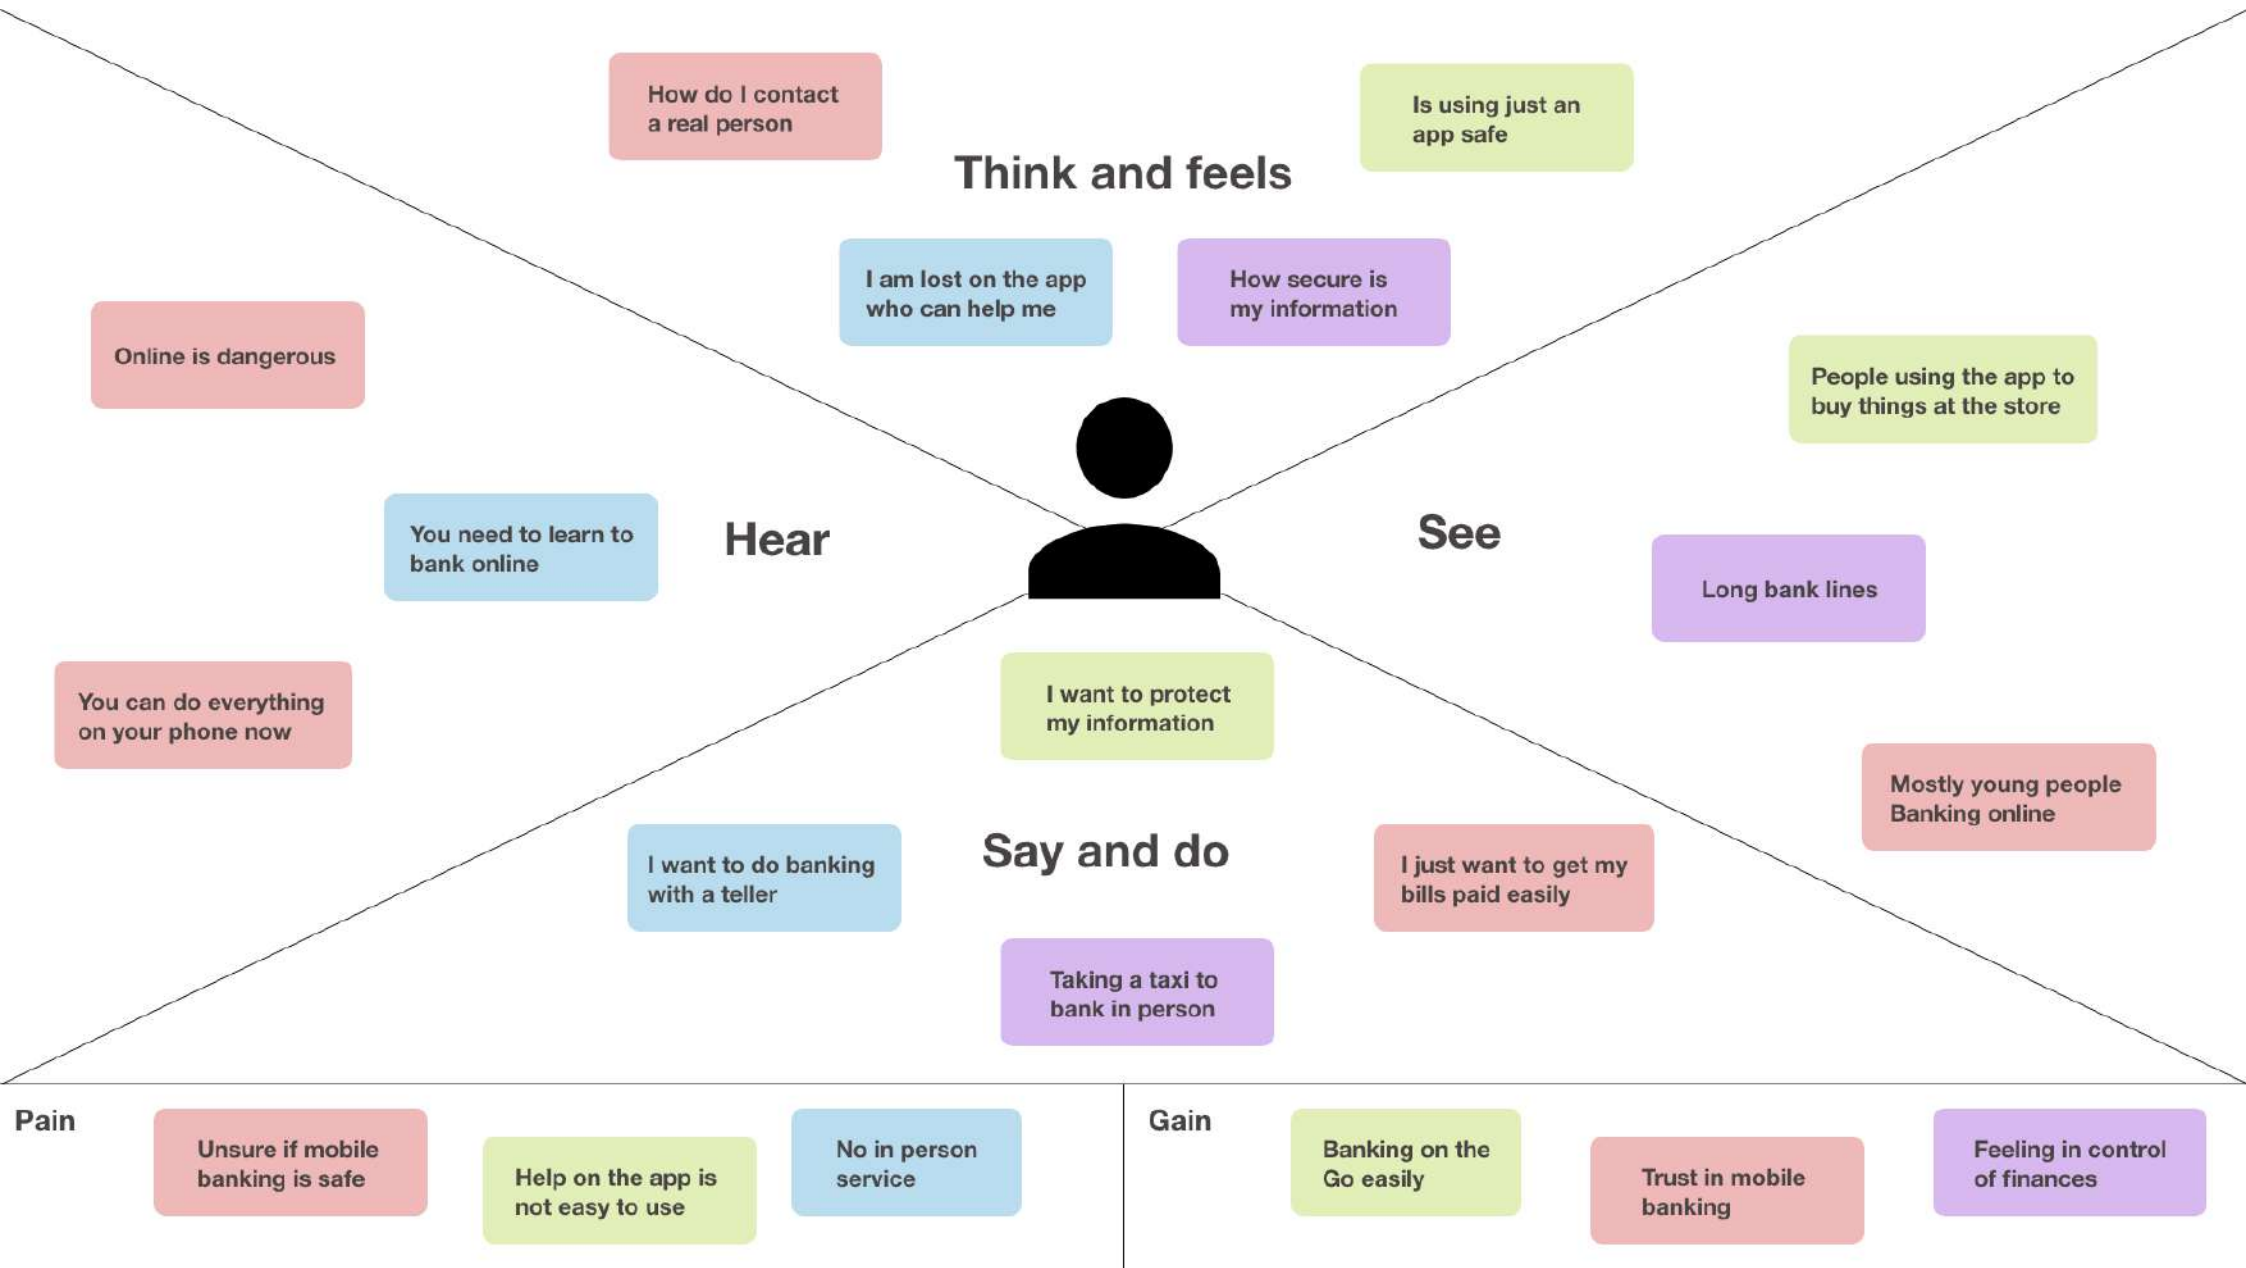 How do I contact
a real person
Is using just an
app safe
Think and feels
I am lost on the app
who can help me
How secure is
my information
Online is dangerous
You need to learn to
bank online
Hear
You can do everything
on your phone now
See
People using the app to
buy things at the store
Long bank lines
Mostly young people
Banking online
I want to protect
my information
Say and do
I want to do banking
with a teller
I just want to get my
bills paid easily
Taking a taxi to
bank in person
Pain
Unsure if mobile
banking is safe
Help on the app is
not easy to use
No in person
service
Gain
Banking on the
Go easily
Trust in mobile
banking
Feeling in control
of finances